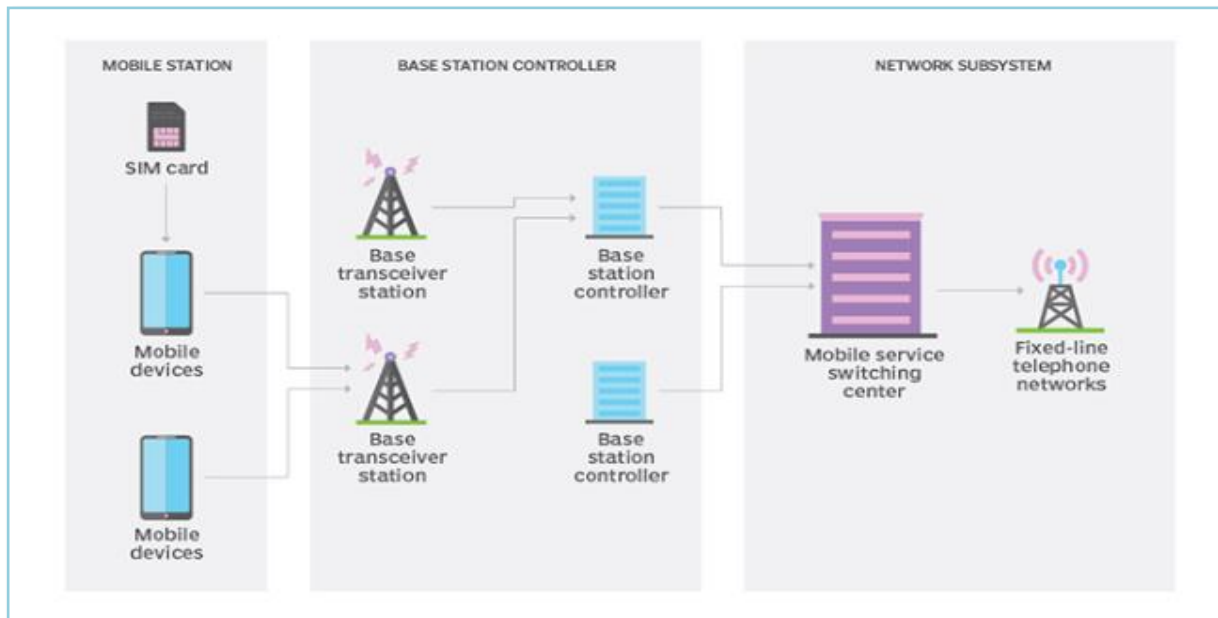 MOBILE STATION
SIM card
Mobile
devices
Mobile
devices
BASE STATION CONTROLLER
Base
transceiver
station
Base
station
controller
Base
transceiver
station
Base
station
controller
NETWORK SUBSYSTEM
Mobile service
switching
center
Fixed-line
telephone
networks